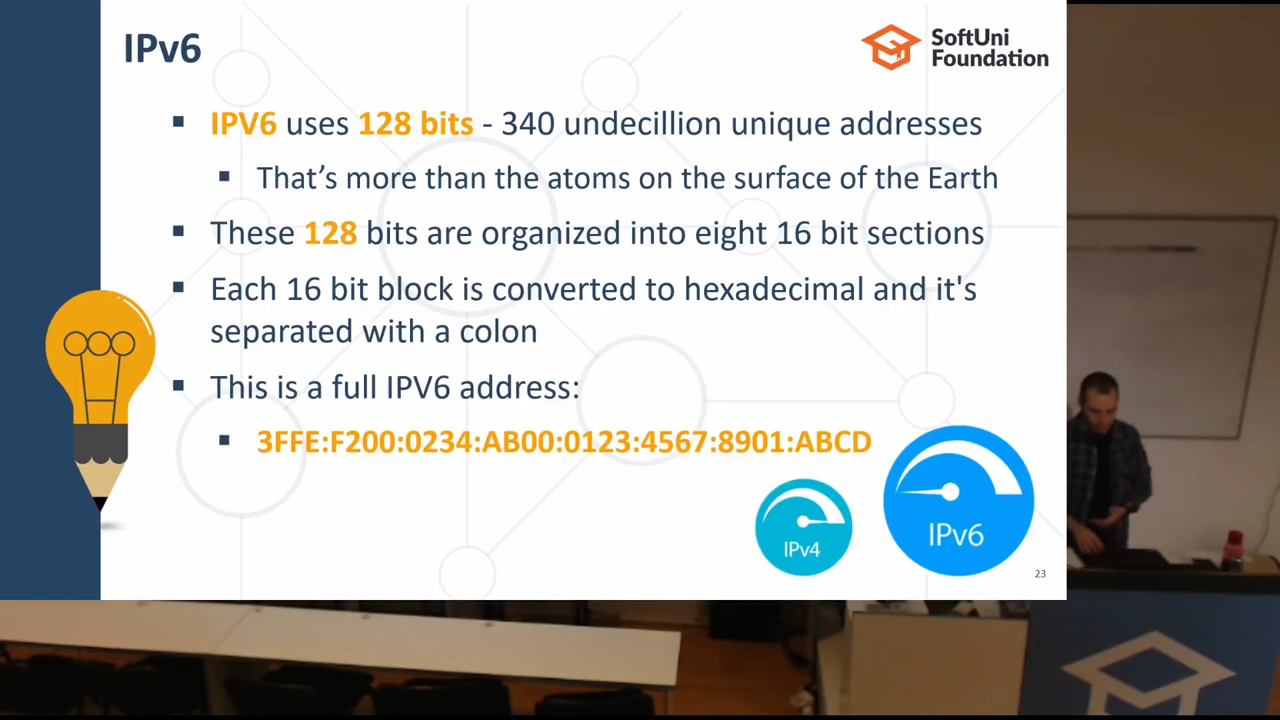 IPv6
SoftUni
Foundation
IPV6 uses 128 bits - 340 undecillion unique addresses
That’s more than the atoms on the surface of the Earth
These 128 bits are organized into eight 16 bit sections
Each 16 bit block is converted to hexadecimal and it's
separated with a colon
This is a full IPV6 address:
3FFE:F200:0234:AB00:0123:4567:8901:ABCD
IPv4
IPv6
23